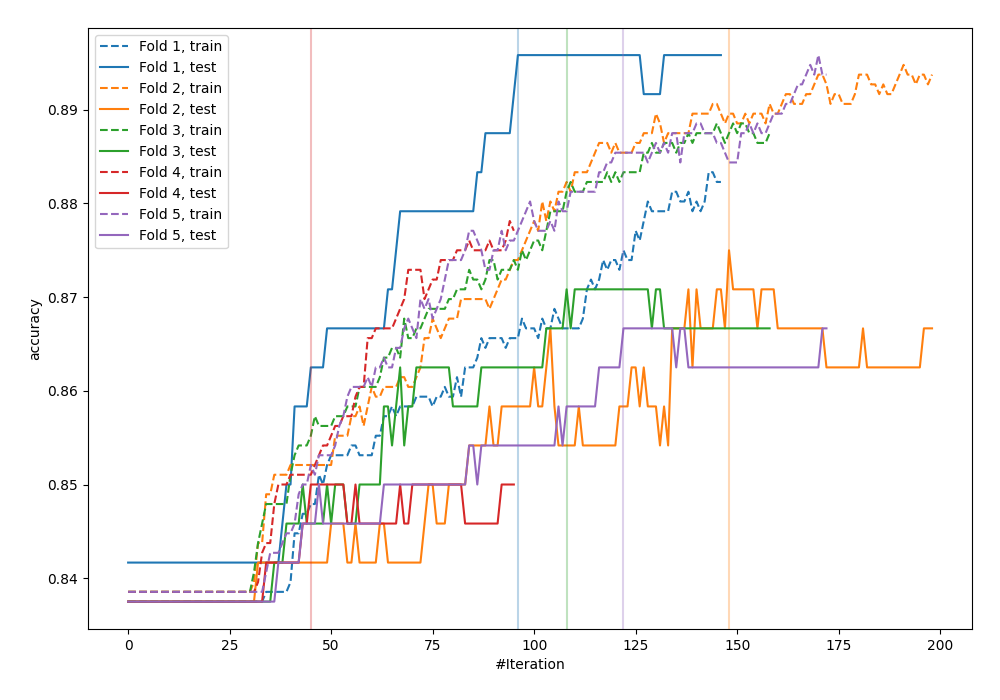 Fold 1, train
Fold 1, test
Fold 2, train
Fold 2, test
Fold 3, train
Fold 3, test
Fold 4, train
Fold 4, test
Fold 5, train
Fold 5, test
0.89
0.88
0.87
0.86
0.85
0.84
accuracy
0 25 50 75 100 125 150 175 200
#Iteration